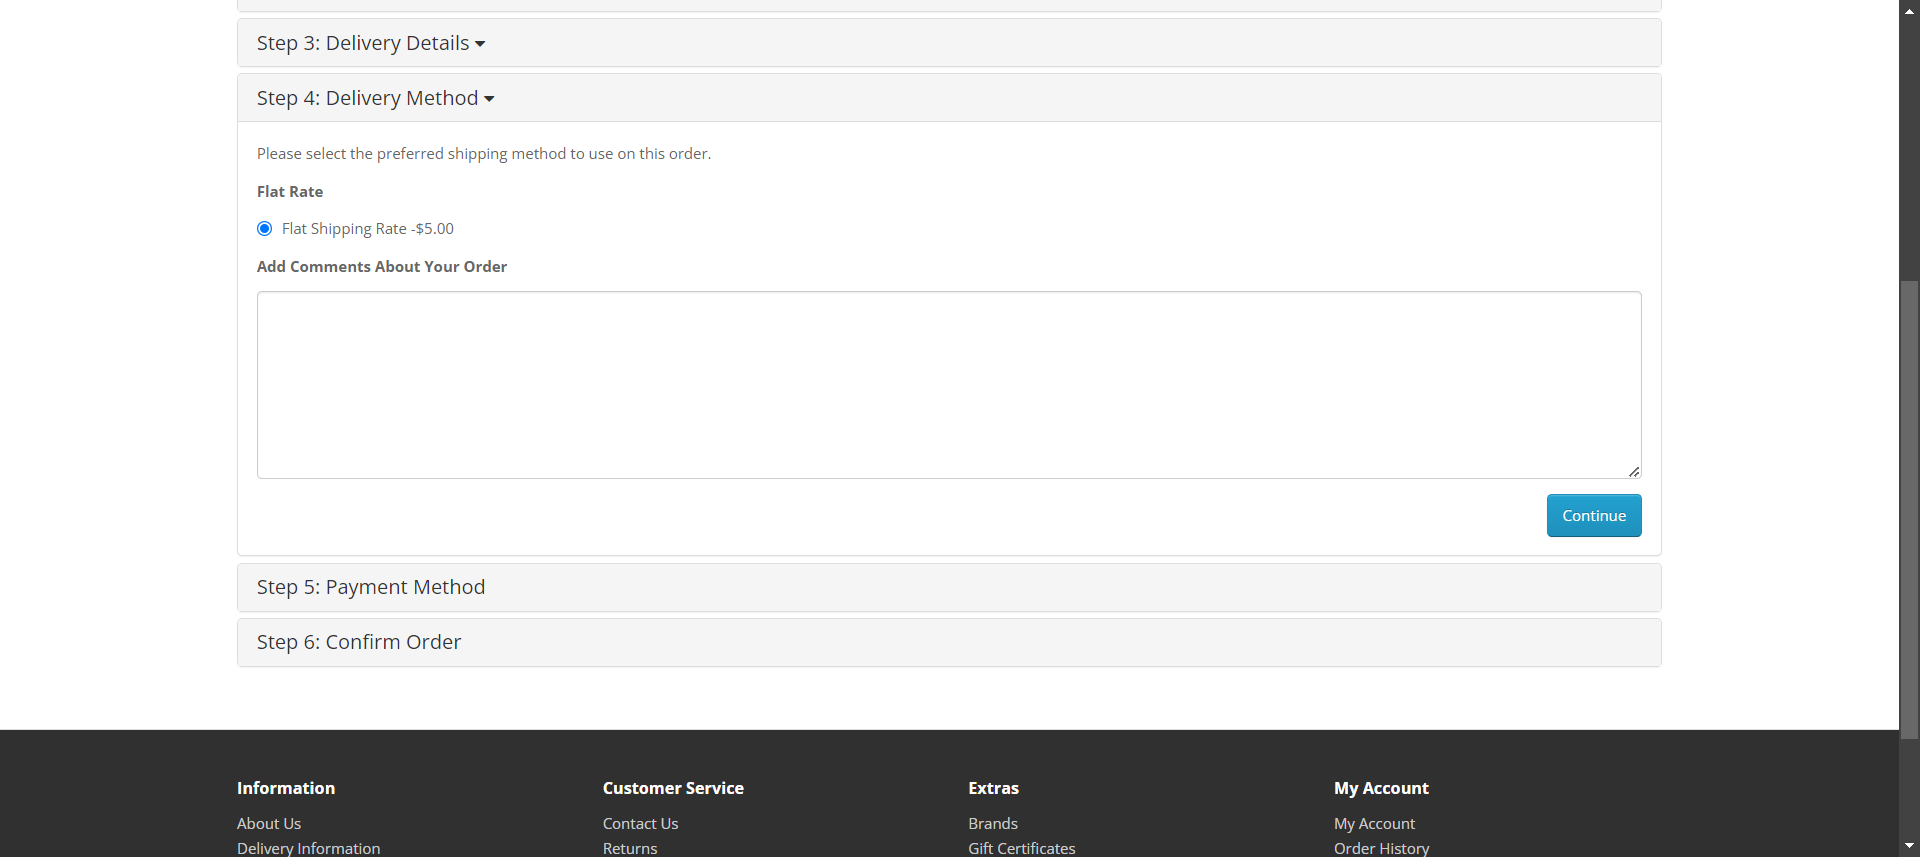 Step 3: Delivery Details
Step 4: Delivery Method
Please select the preferred shipping method to use on this order.
Flat Rate
Flat Shipping Rate -$5.00
Add Comments About Your Order
Continue
Step 5: Payment Method
Step 6: Confirm Order
Information
About Us
Delivery Information
Customer Service
Contact Us
Returns
Extras
Brands
Gift Certificates
My Account
My Account
Order History